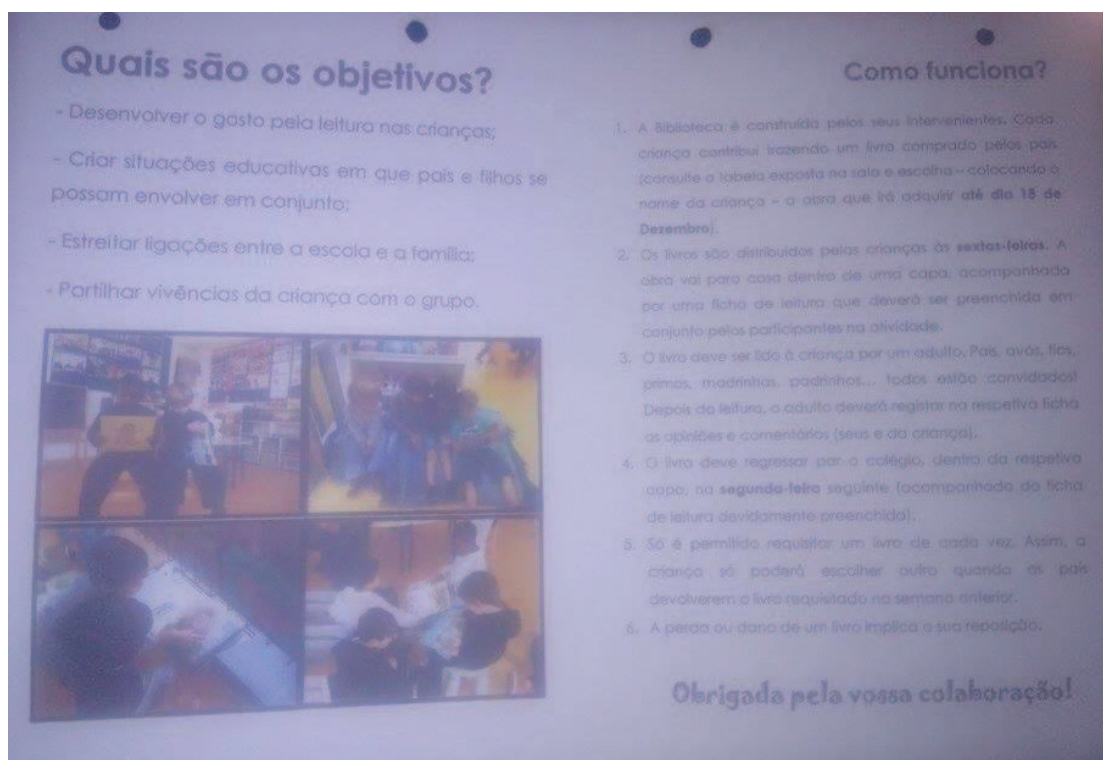 Quais são os objetivos?
- Desenvolver o gosto pela leitura nas crianças;
- Criar situações educativas em que pais e filhos se
possam envolver em conjunto;
- Estreitar ligações entre a escola e a família;
- Partilhar vivências da criança com o grupo.
Como funciona?
1. A Biblioteca é construída pelos seus intervenientes. Cada
criança contribui trazendo um livro comprado pelos pais
(consulte a tabela exposta na sala e escolha – colocando o
nome da criança – a obra que irá adquirir até dia 18 de
Dezembro).
2. Os livros são distribuídos pelas crianças às sextas-feiras. A
obra vai para casa dentro de uma capa, acompanhada
por uma ficha de leitura que deverá ser preenchida em
conjunto pelos participantes na atividade.
3. O livro deve ser lido à criança por um adulto. Pais, avós, tios,
primos, madrinhas, padrinhos... todos estão convidados!
Depois da leitura, o adulto deverá registar na respetiva ficha
as opiniões e comentários (seus e da criança).
4. O livro deve regressar par o colégio, dentro da respetiva
capa, na segunda-feira seguinte (acompanhado da ficha
de leitura devidamente preenchida).
5. Só é permitido requisitar um livro de cada vez. Assim, a
criança só poderá escolher outro quando os pais
devolverem o livro requisitado na semana anterior.
6. A perda ou dano de um livro implica a sua reposição.
Obrigada pela vossa colaboração!